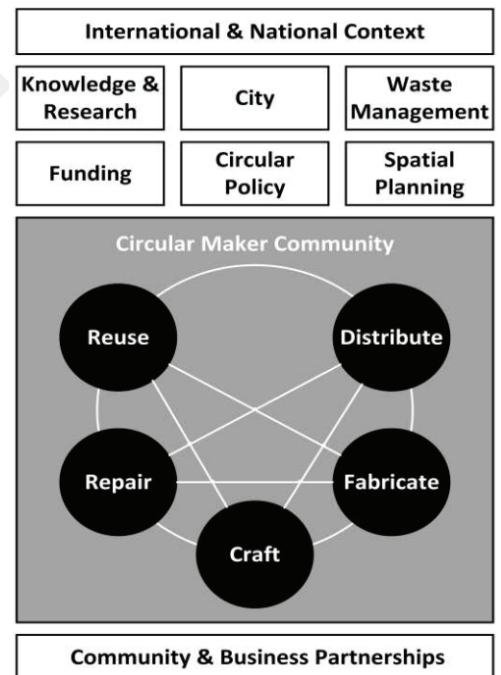 International & National Context
Knowledge &
Research
City
Waste
Management
Funding
Circular
Policy
Spatial
Planning
Circular Maker Community
Reuse
Distribute
Repair
Fabricate
Craft
Community & Business Partnerships